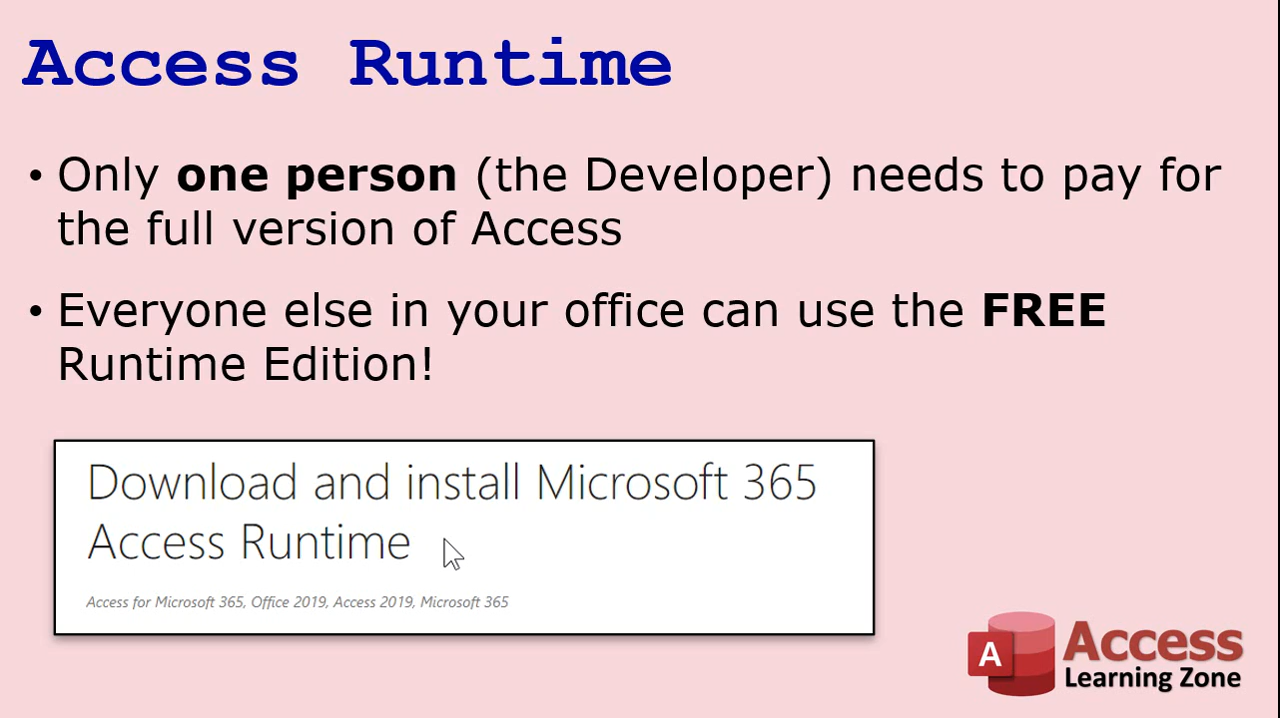 Access Runtime
• Only one person (the Developer) needs to pay for
the full version of Access
• Everyone else in your office can use the FREE
Runtime Edition!
Download and install Microsoft 365
Access Runtime
Access for Microsoft 365, Office 2019, Access 2019, Microsoft 365
A
Access
Learning Zone